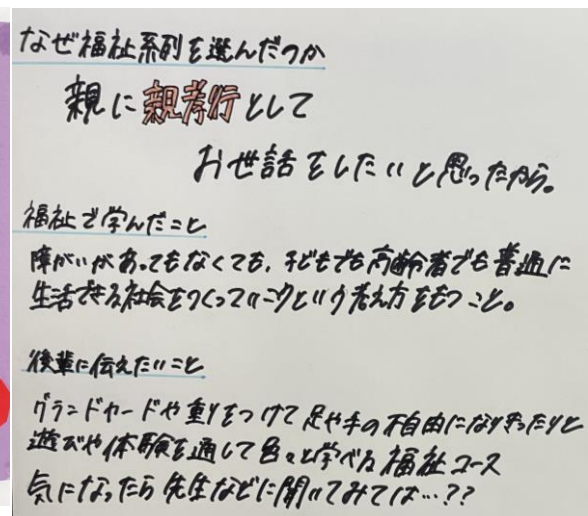 なぜ福祉系列を選んだのか
親に親孝行として
お世話をしたいと思ったから。
福祉で学んだこと
障がいがあってもなくても、子どもでも高齢者でも普通に
生活できる社会をつくっていこうという考え方をもつこと。
後輩に伝えたいこと
グランドヤードや重りをつけて足や手の不自由になりきったりと
遊びや体験を通して色々と学べる福祉コース
気になったら先生などに聞いてみては…??